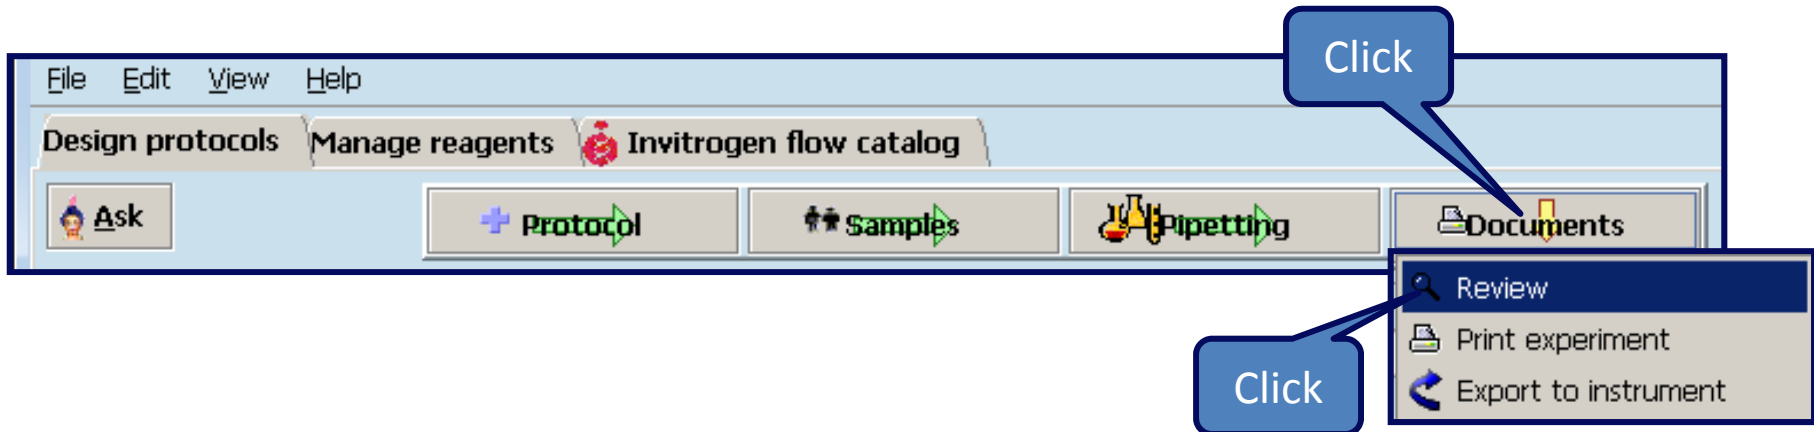 Click
File Edit View Help
Design protocols Manage reagents Invitrogen flow catalog
Ask Protocol Samples Pipetting Documents
Review
Print experiment
Click
Export to instrument